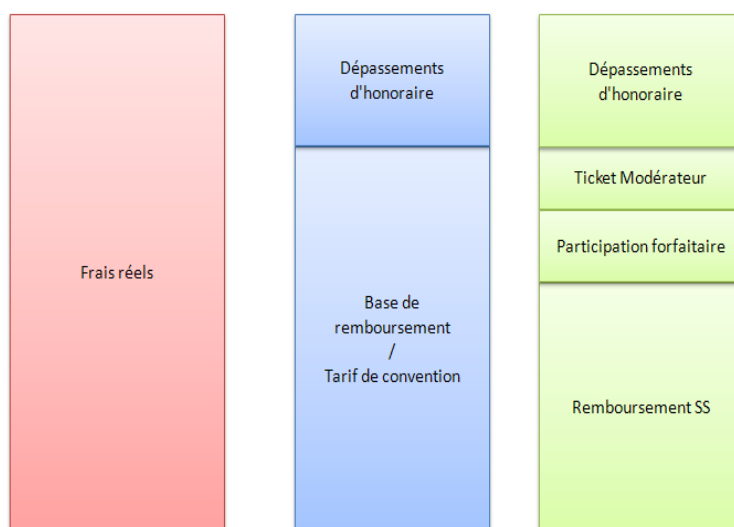 Frais réels
Dépassements
d'honoraire
Base de
remboursement
/
Tarif de convention
Dépassements
d'honoraire
Ticket Modérateur
Participation forfaitaire
Remboursement SS